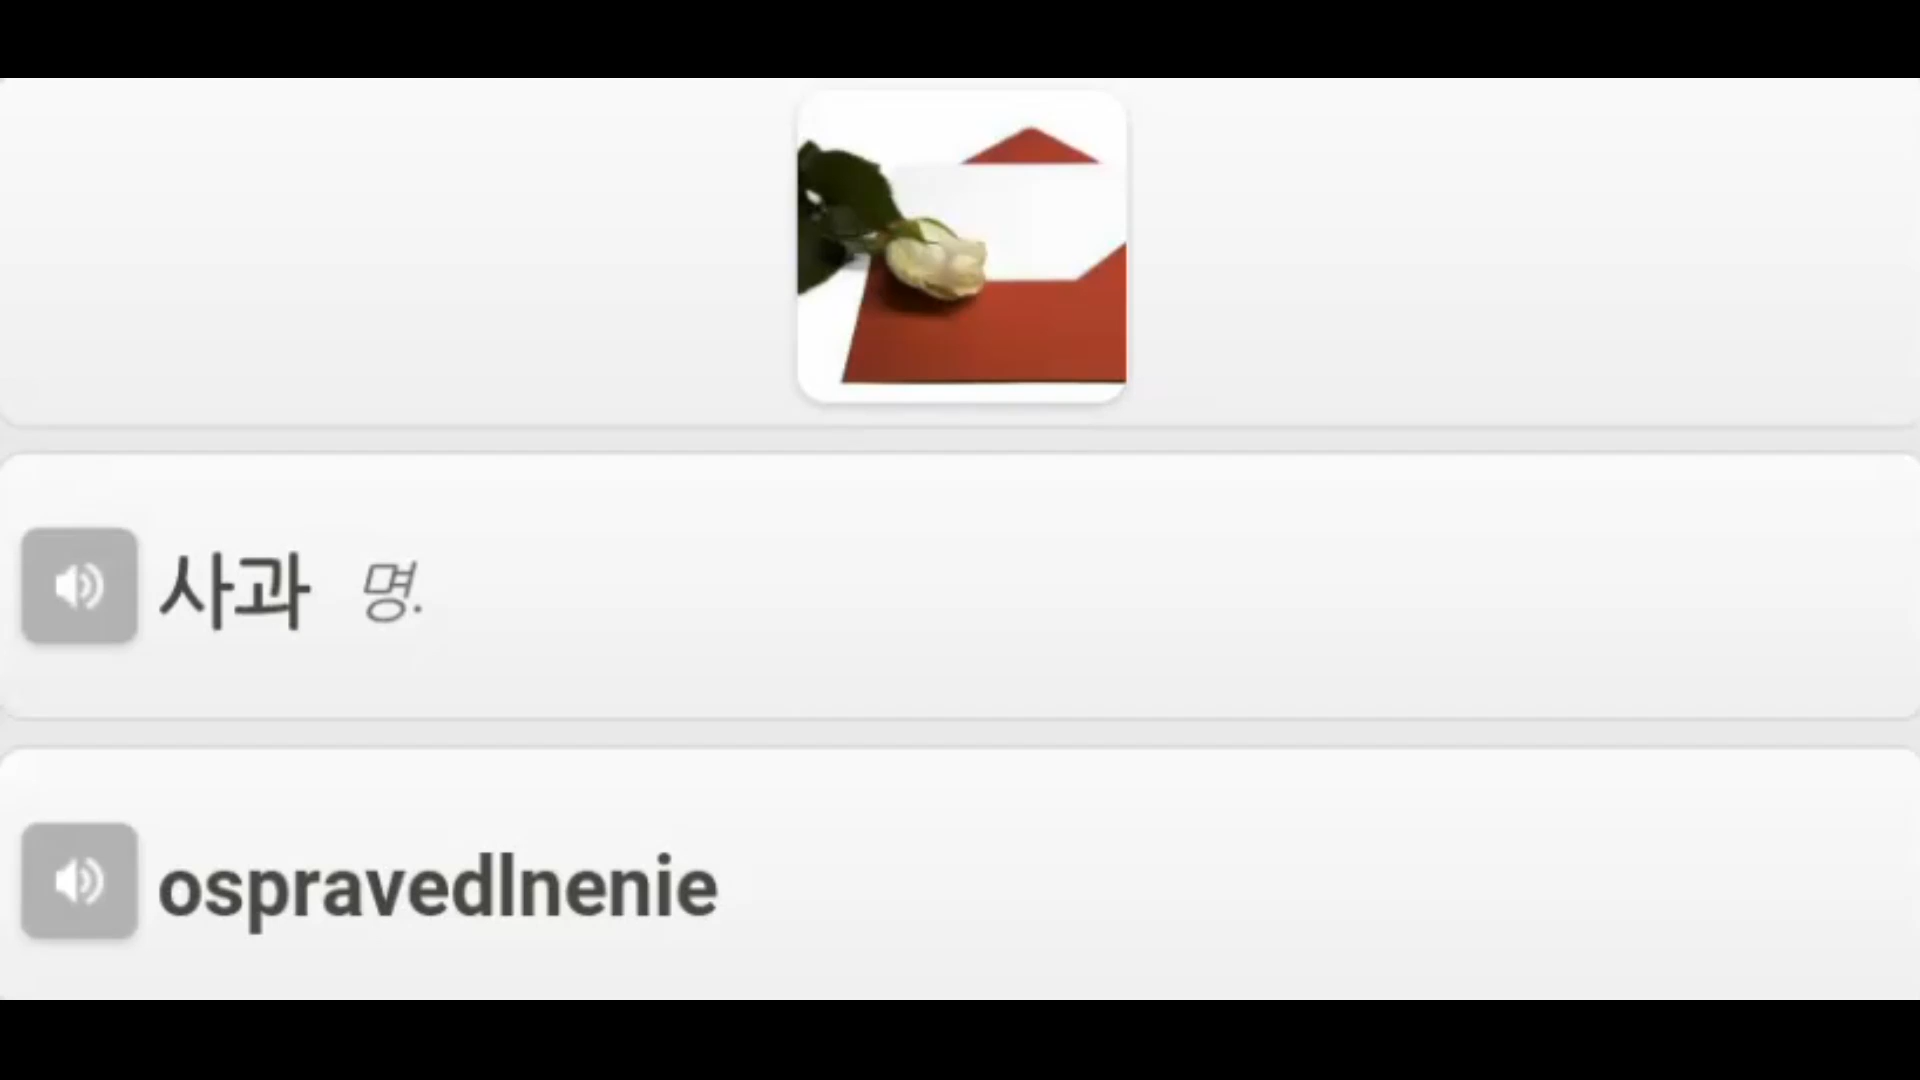 사과 명.
ospravedlnenie